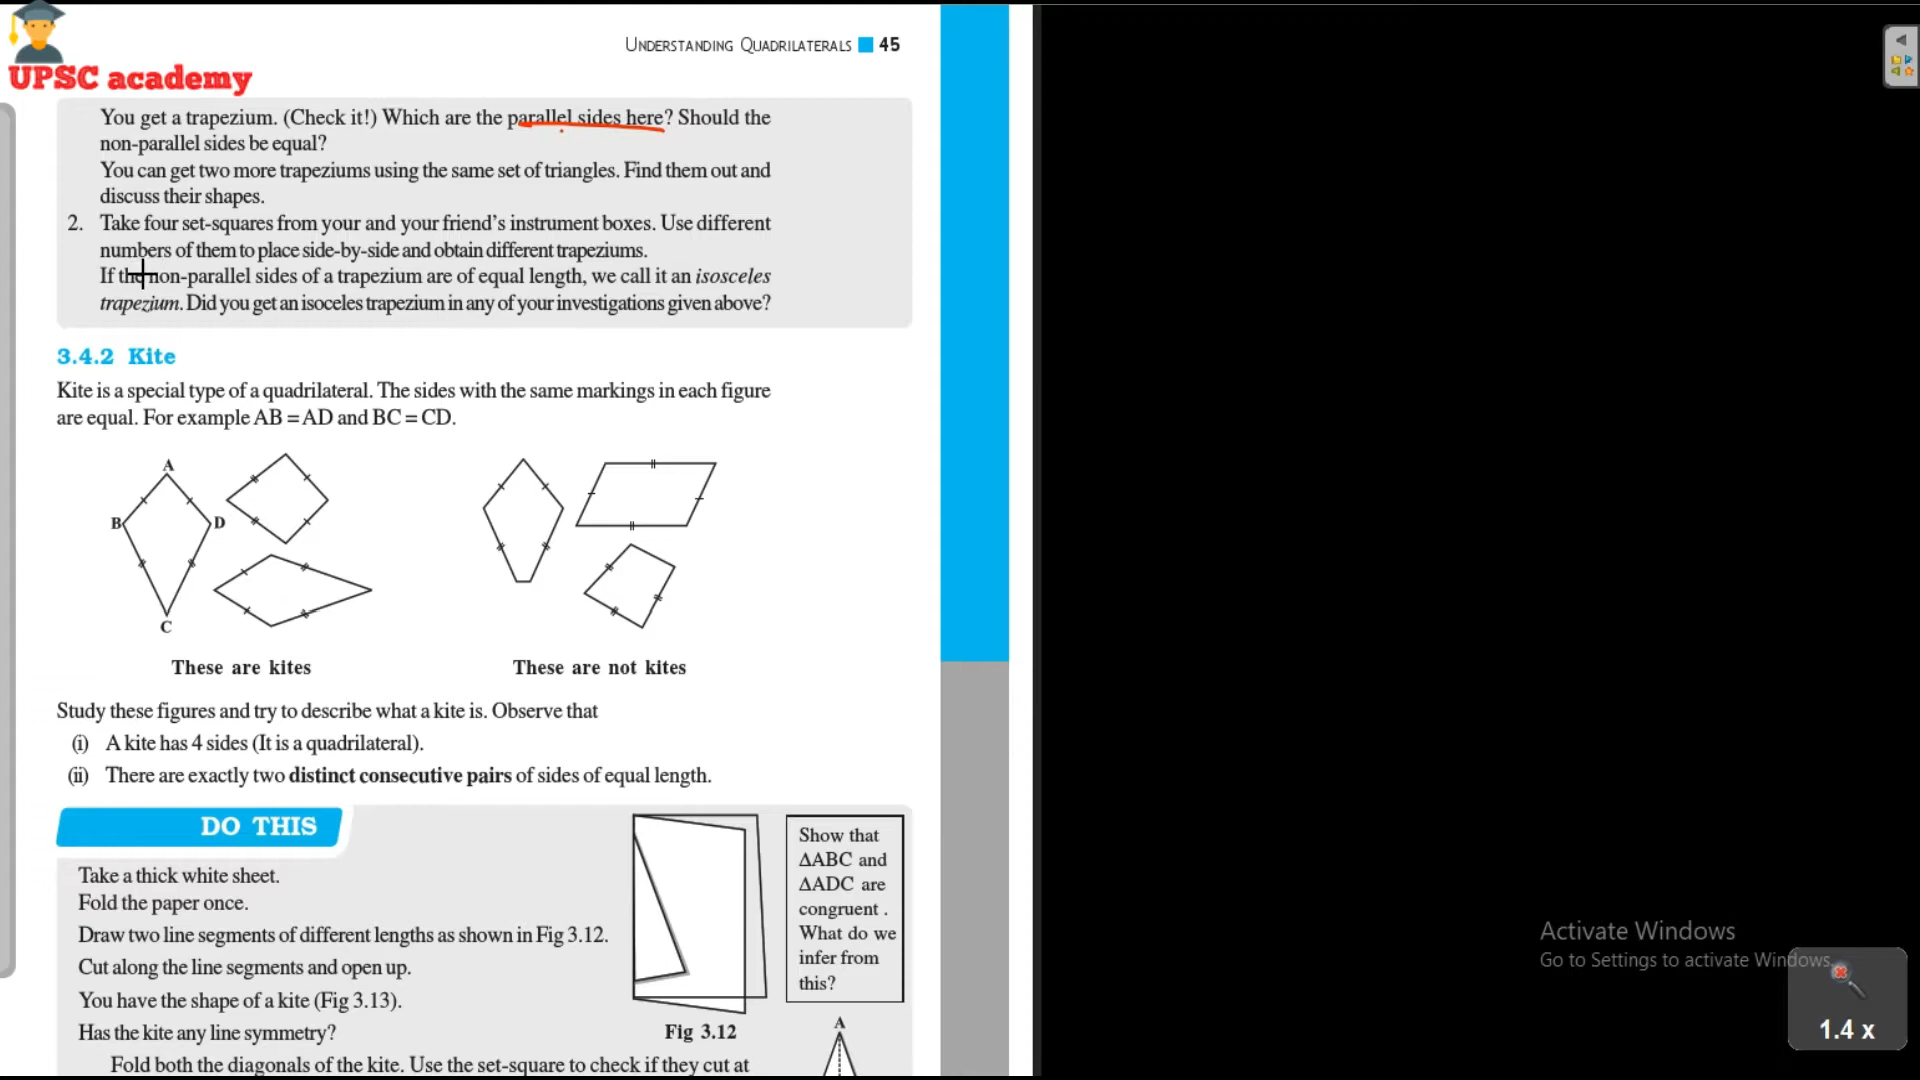 UPSC academy
UNDERSTANDING QUADRILATERALS 45
You get a trapezium. (Check it!) Which are the parallel sides here? Should the
non-parallel sides be equal?
You can get two more trapeziums using the same set of triangles. Find them out and
discuss their shapes.
2. Take four set-squares from your and your friend's instrument boxes. Use different
numbers of them to place side-by-side and obtain different trapeziums.
If the non-parallel sides of a trapezium are of equal length, we call it an isosceles
trapezium. Did you get an isoceles trapezium in any of your investigations given above?
3.4.2 Kite
Kite is a special type of a quadrilateral. The sides with the same markings in each figure
are equal. For example AB = AD and BC = CD.
A
B
D
C
These are kites
These are not kites
Study these figures and try to describe what a kite is. Observe that
(i) A kite has 4 sides (It is a quadrilateral).
(ii) There are exactly two distinct consecutive pairs of sides of equal length.
DO THIS
Take a thick white sheet.
Fold the paper once.
Draw two line segments of different lengths as shown in Fig 3.12.
Cut along the line segments and open up.
You have the shape of a kite (Fig 3.13).
Has the kite any line symmetry?
Fold both the diagonals of the kite. Use the set-square to check if they cut at
Fig 3.12
Show that
ΔABC and
ΔADC are
congruent .
What do we
infer from
this?
A
Activate Windows
Go to Settings to activate Windows.
1.4 x